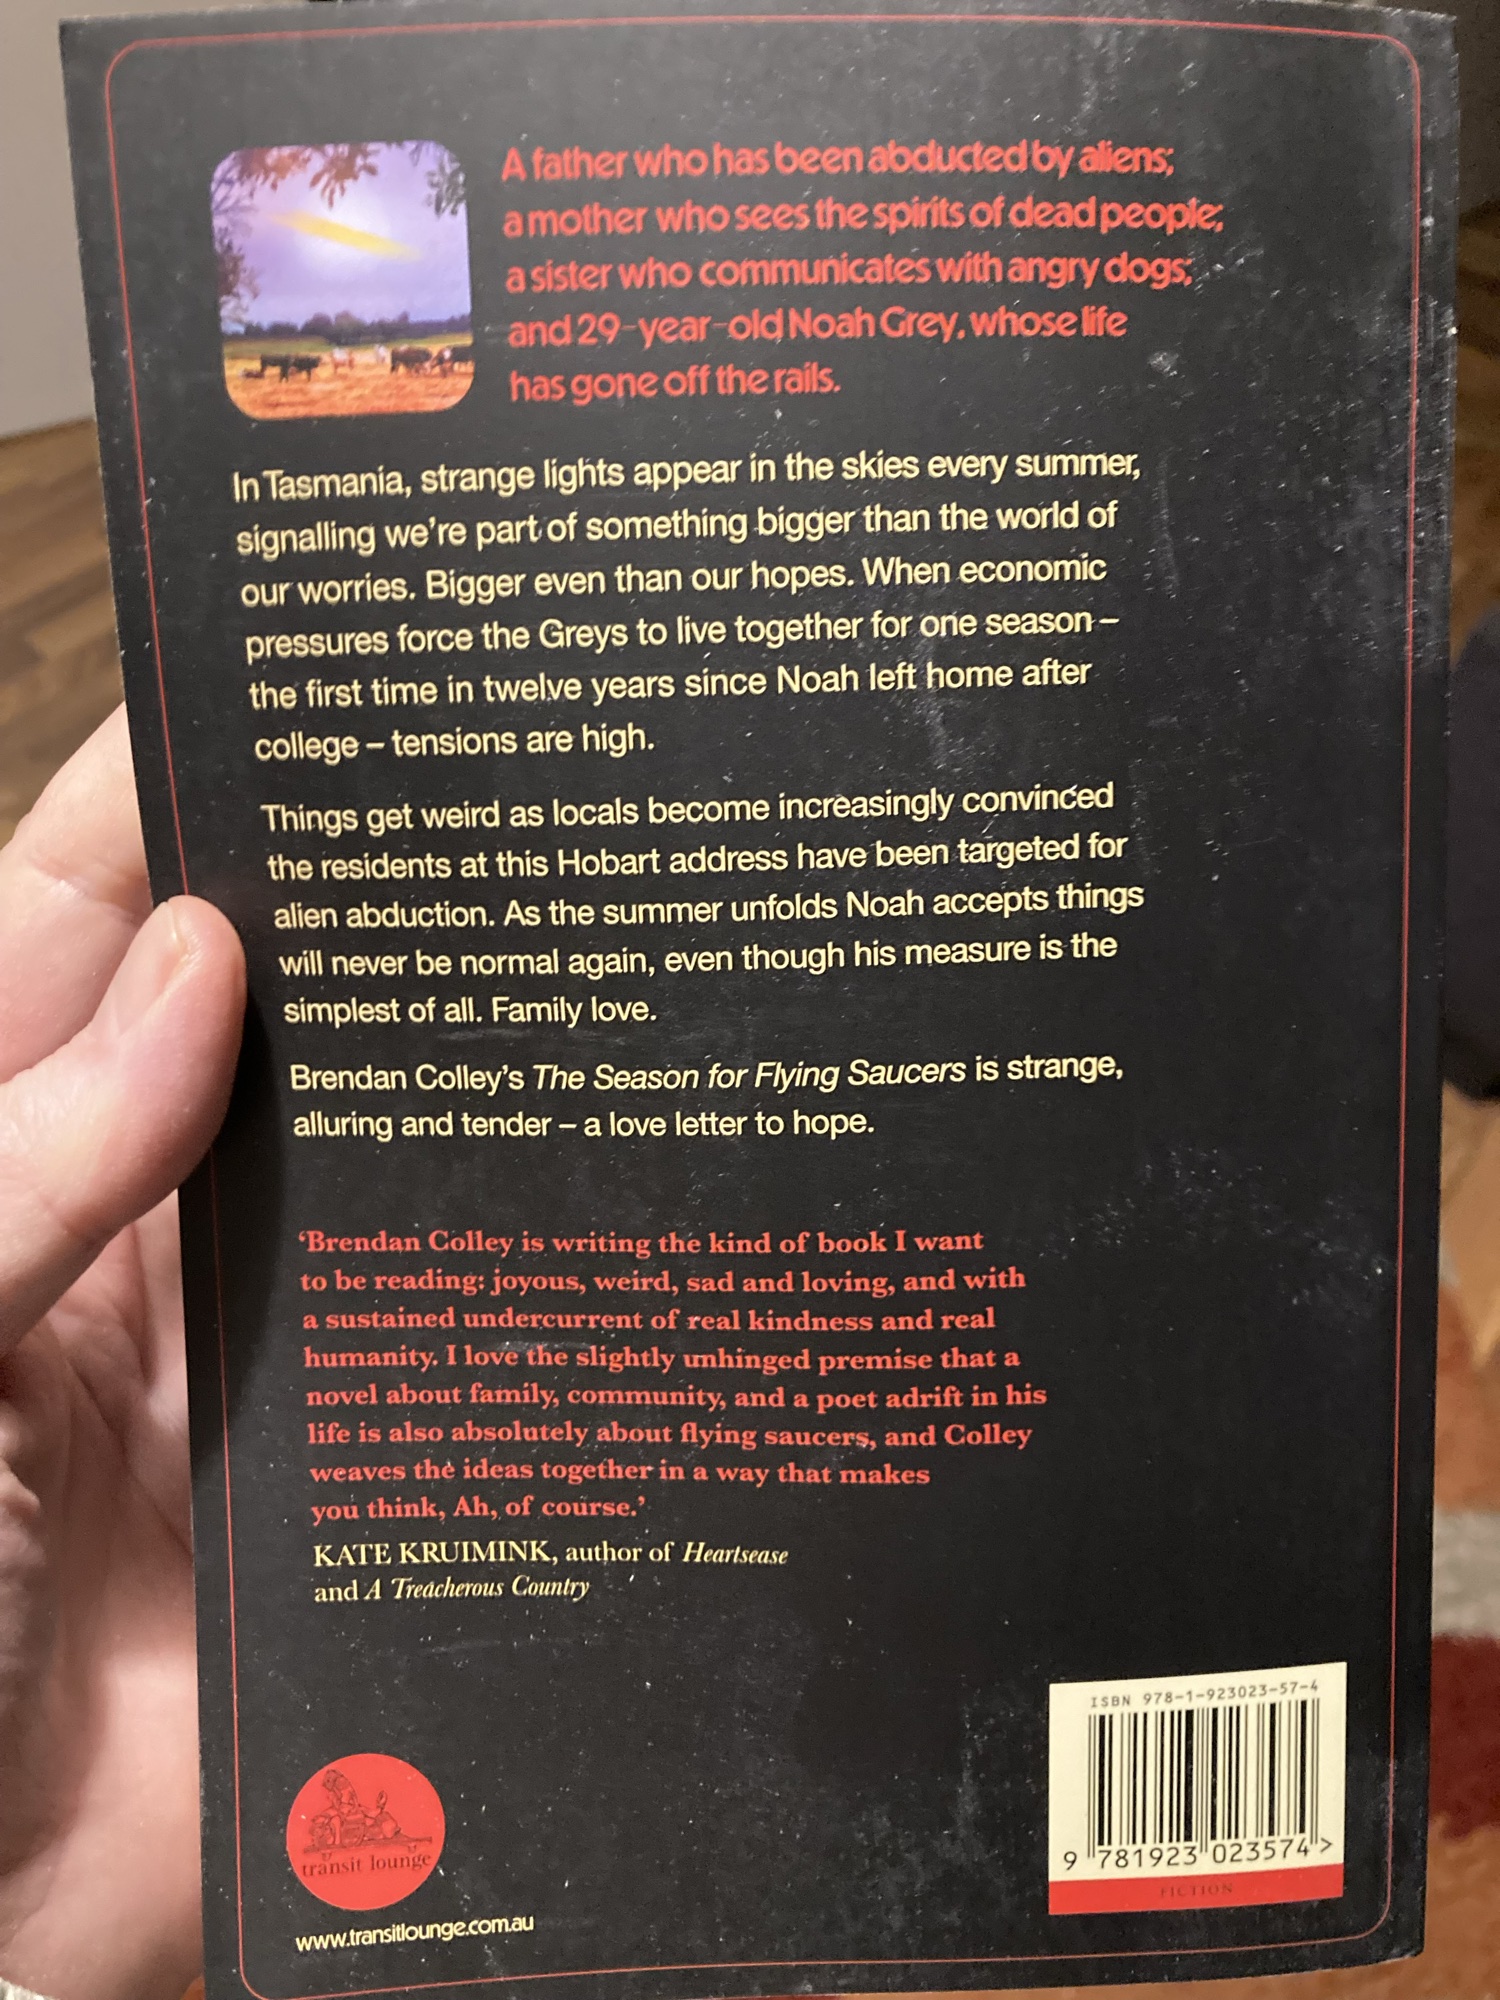 A father who has been abducted by aliens;
a mother who sees the spirits of dead people;
a sister who communicates with angry dogs;
and 29-year-old Noah Grey, whose life
has gone off the rails.
In Tasmania, strange lights appear in the skies every summer,
signalling we're part of something bigger than the world of
our worries. Bigger even than our hopes. When economic
pressures force the Greys to live together for one season –
the first time in twelve years since Noah left home after
college – tensions are high.
Things get weird as locals become increasingly convinced
the residents at this Hobart address have been targeted for
alien abduction. As the summer unfolds Noah accepts things
will never be normal again, even though his measure is the
simplest of all. Family love.
Brendan Colley's The Season for Flying Saucers is strange,
alluring and tender – a love letter to hope.
‘Brendan Colley is writing the kind of book I want
to be reading: joyous, weird, sad and loving, and with
a sustained undercurrent of real kindness and real
humanity. I love the slightly unhinged premise that a
novel about family, community, and a poet adrift in his
life is also absolutely about flying saucers, and Colley
weaves the ideas together in a way that makes
you think, Ah, of course.’
KATE KRUIMINK, author of Heartsease
and A Treacherous Country
ISBN 978-1-923023-57-4
9 781923 023574 >
FICTION
transit lounge
www.transitlounge.com.au